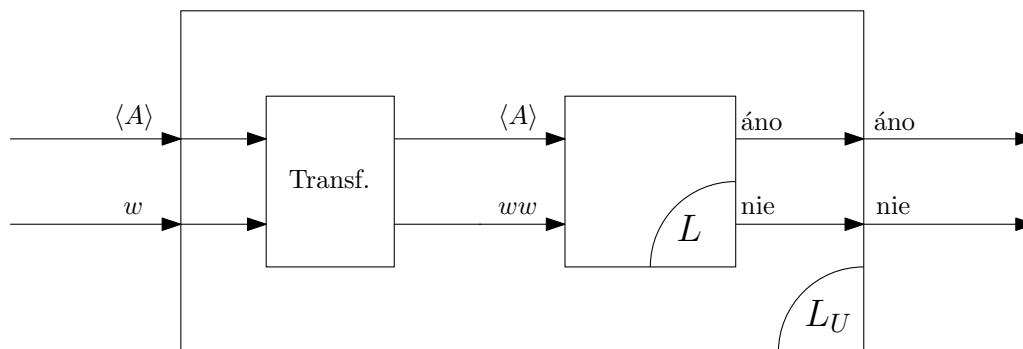 ⟨A⟩ ⟨A⟩ áno áno
Transf.
w ww nie nie
L
L_U